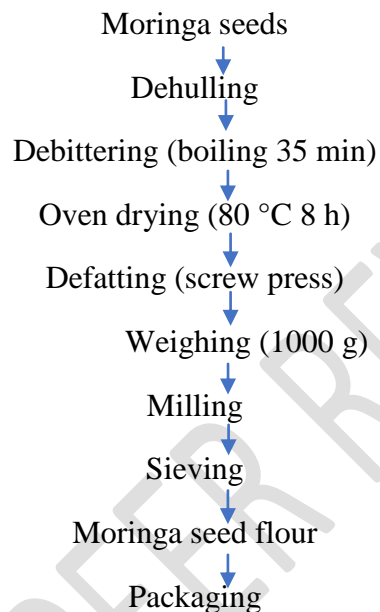 Moringa seeds
Dehulling
Debittering (boiling 35 min)
Oven drying (80 °C 8 h)
Defatting (screw press)
Weighing (1000 g)
Milling
Sieving
Moringa seed flour
Packaging